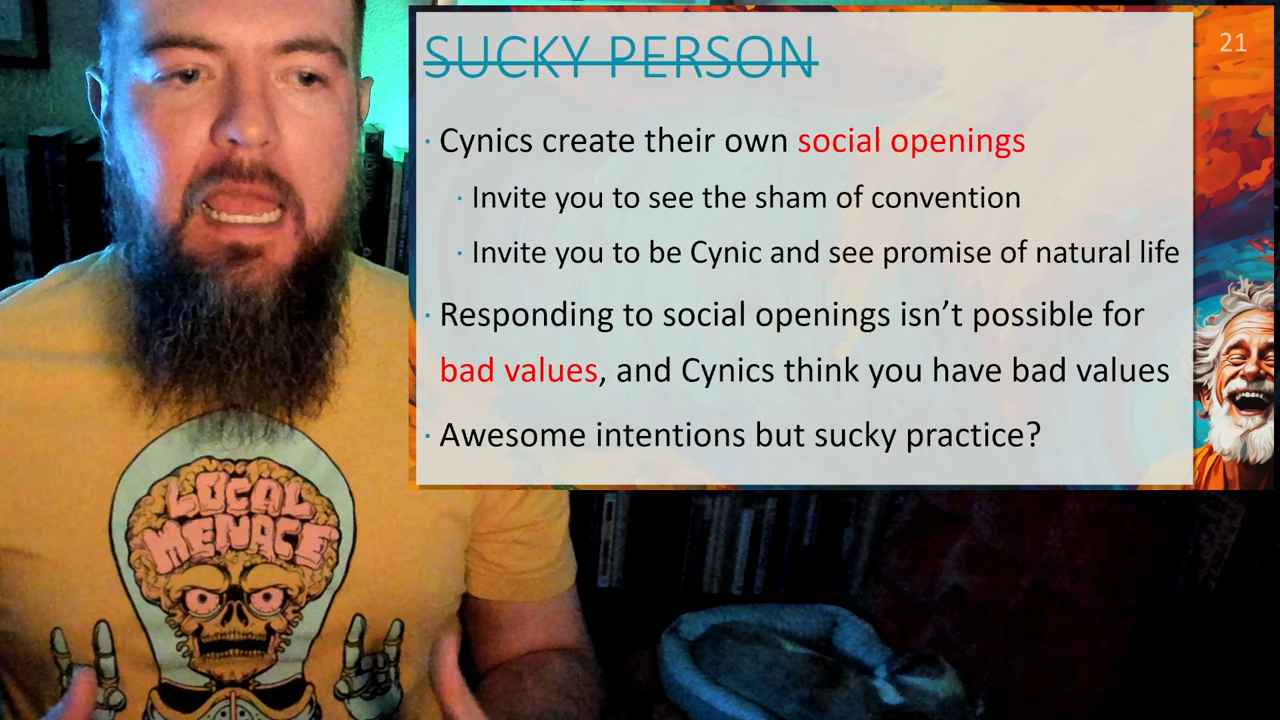 SUCKY PERSON
21
· Cynics create their own social openings
· Invite you to see the sham of convention
· Invite you to be Cynic and see promise of natural life
· Responding to social openings isn’t possible for
bad values, and Cynics think you have bad values
· Awesome intentions but sucky practice?
LOCAL
MENACE